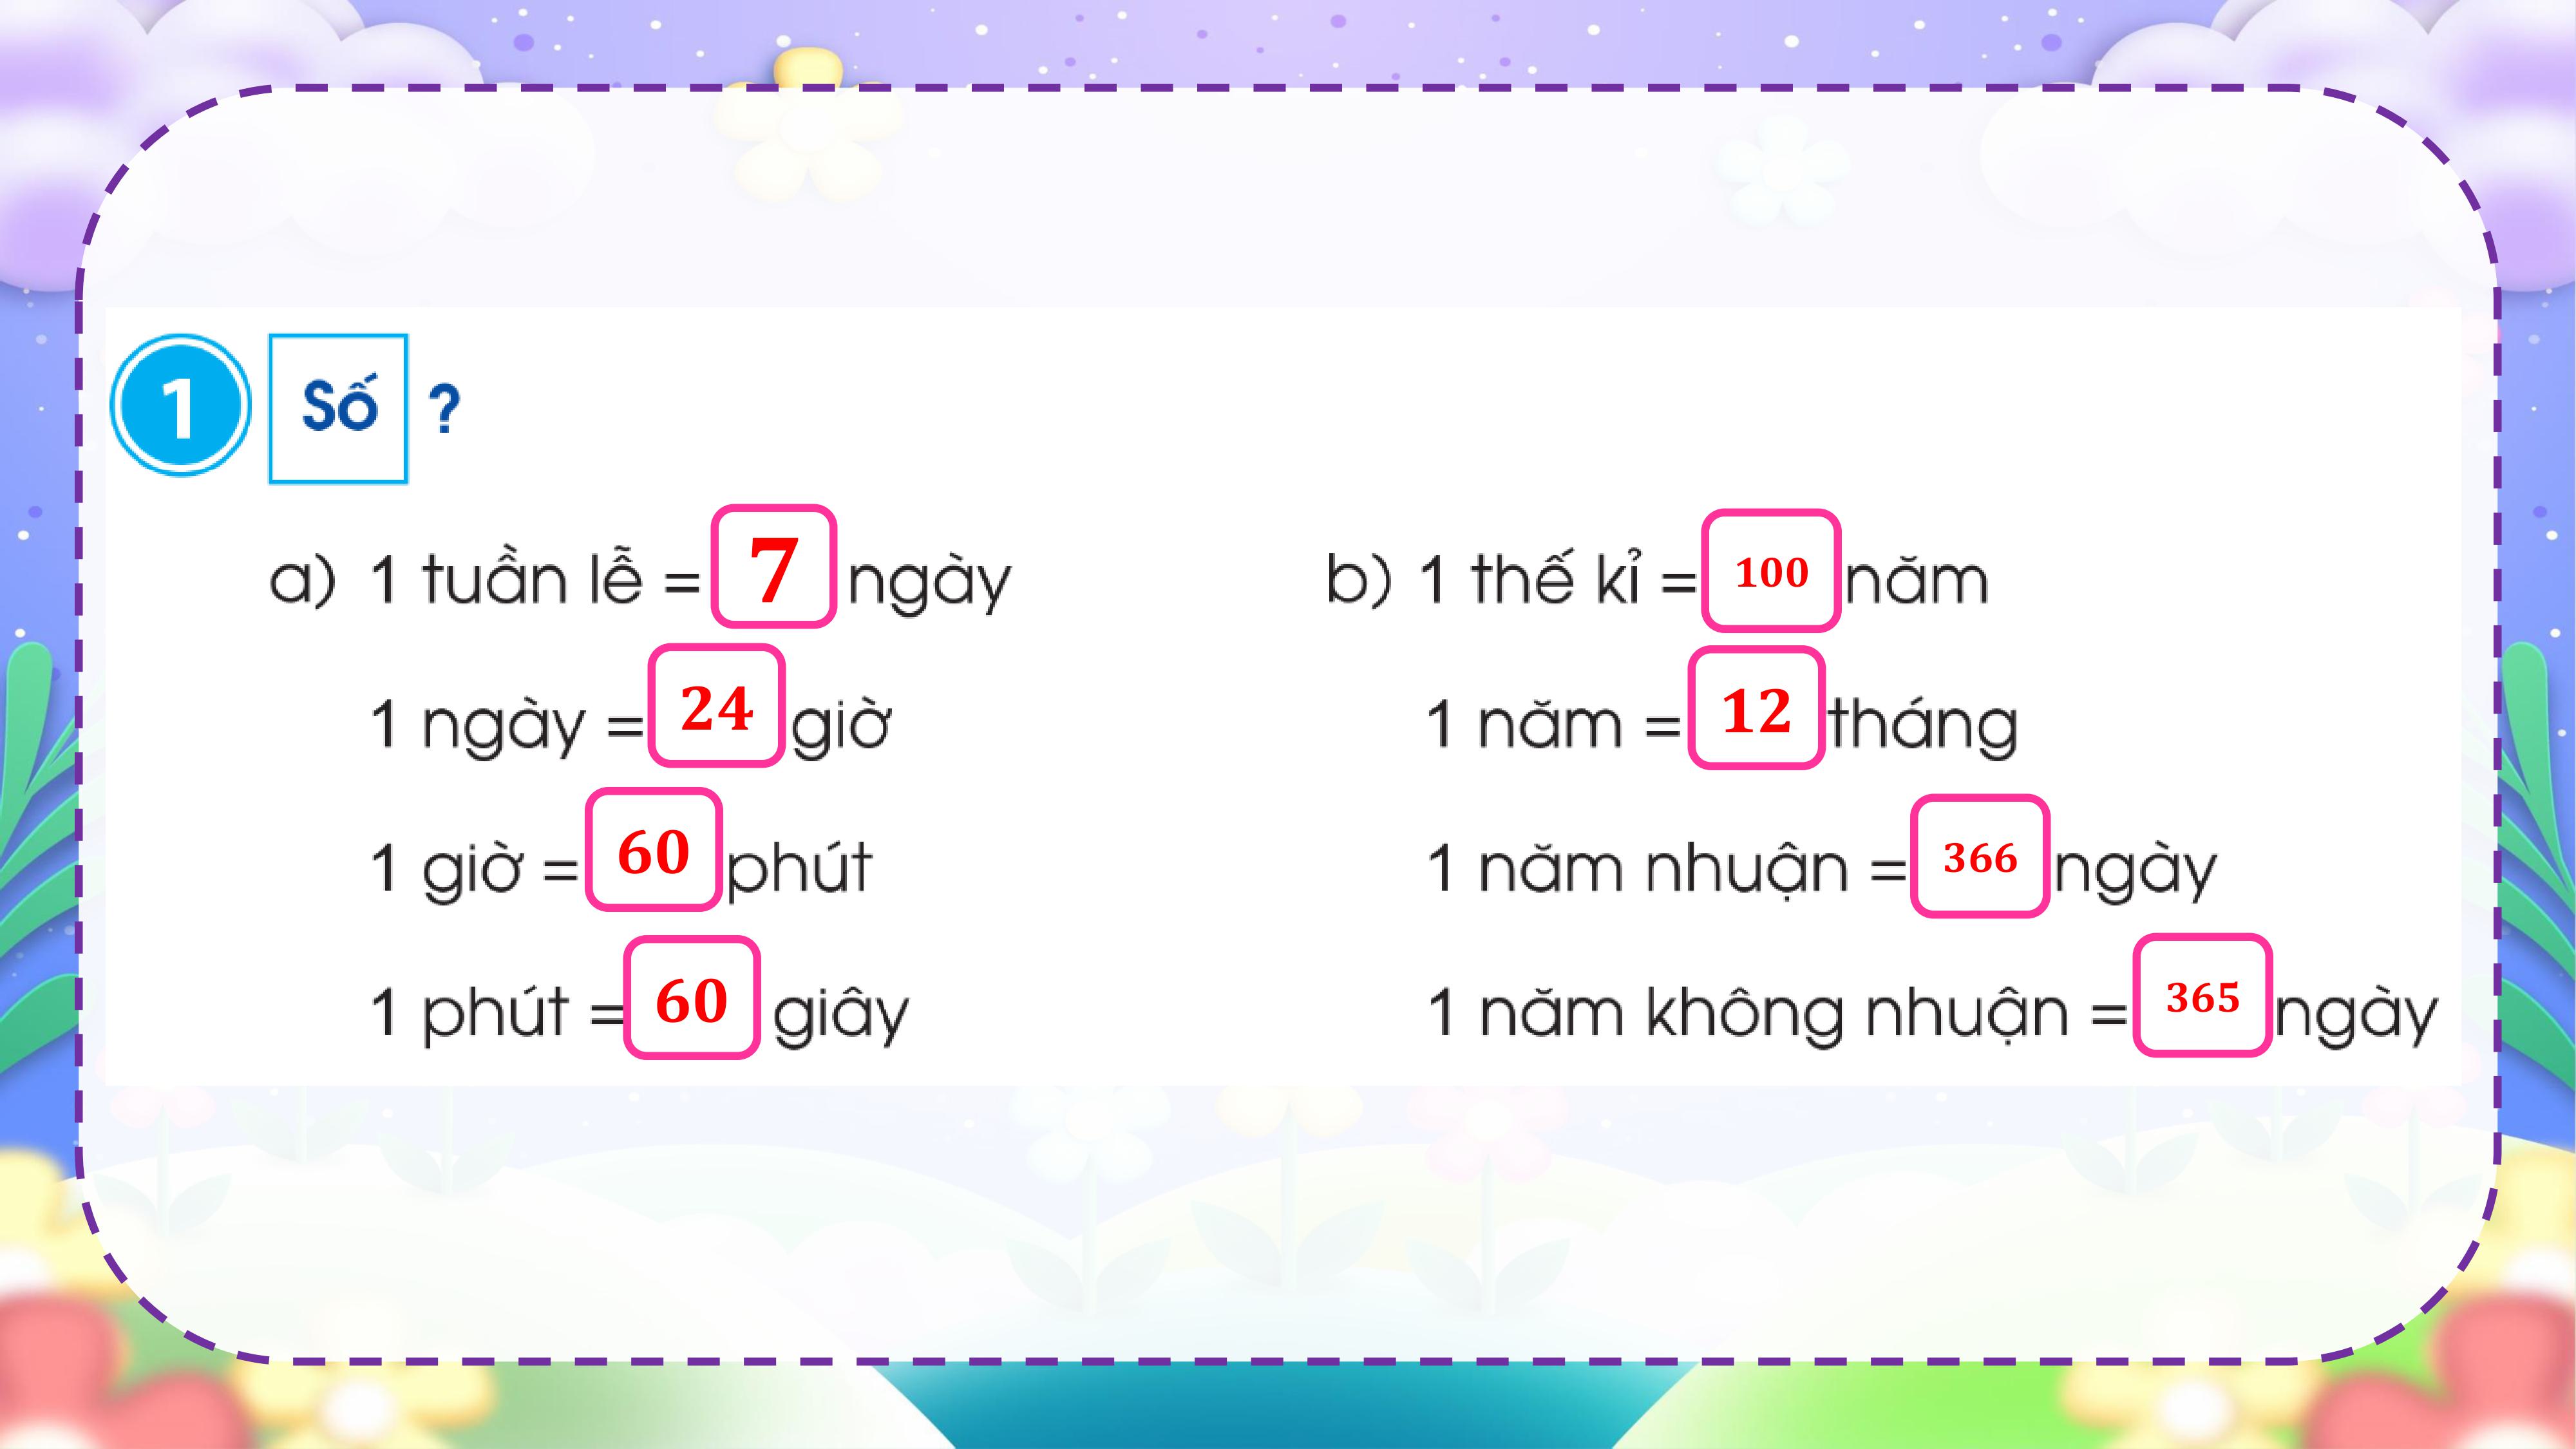 1 Số ?
a) 1 tuần lễ = 7 ngày
1 ngày = 24 giờ
1 giờ = 60 phút
1 phút = 60 giây
b) 1 thế kỉ = 100 năm
1 năm = 12 tháng
1 năm nhuận = 366 ngày
1 năm không nhuận = 365 ngày